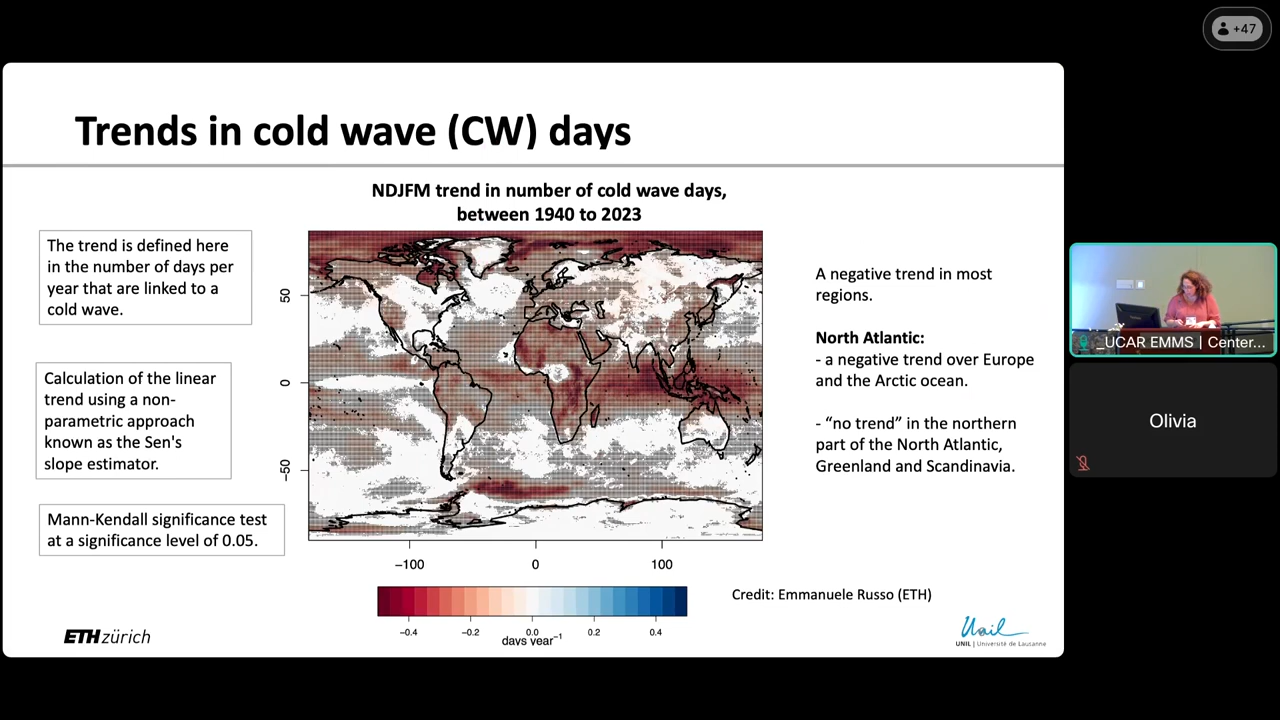 +47
Trends in cold wave (CW) days
NDJFM trend in number of cold wave days,
between 1940 to 2023
The trend is defined here
in the number of days per
year that are linked to a
cold wave.
Calculation of the linear
trend using a non-
parametric approach
known as the Sen's
slope estimator.
Mann-Kendall significance test
at a significance level of 0.05.
50
0
−50
−100
0
100
−0.4
−0.2
0.0
0.2
0.4
days year⁻¹
A negative trend in most
regions.
North Atlantic:
- a negative trend over Europe
and the Arctic ocean.
- “no trend” in the northern
part of the North Atlantic,
Greenland and Scandinavia.
Credit: Emmanuele Russo (ETH)
ETH zürich
Unil
UNIL | Université de Lausanne
_UCAR EMMS | Center...
Olivia